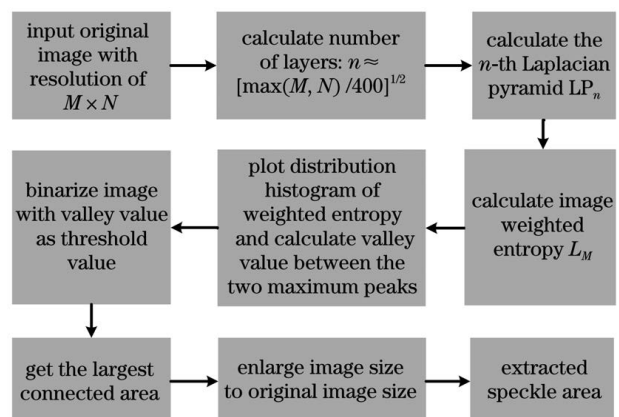 input original
image with
resolution of
M × N
calculate number
of layers: n ≈
[max(M, N) /400]^{1/2}
calculate the
n-th Laplacian
pyramid LP_n
calculate image
weighted
entropy L_M
plot distribution
histogram of
weighted entropy
and calculate valley
value between the
two maximum peaks
binarize image
with valley value
as threshold
value
get the largest
connected area
enlarge image size
to original image size
extracted
speckle area